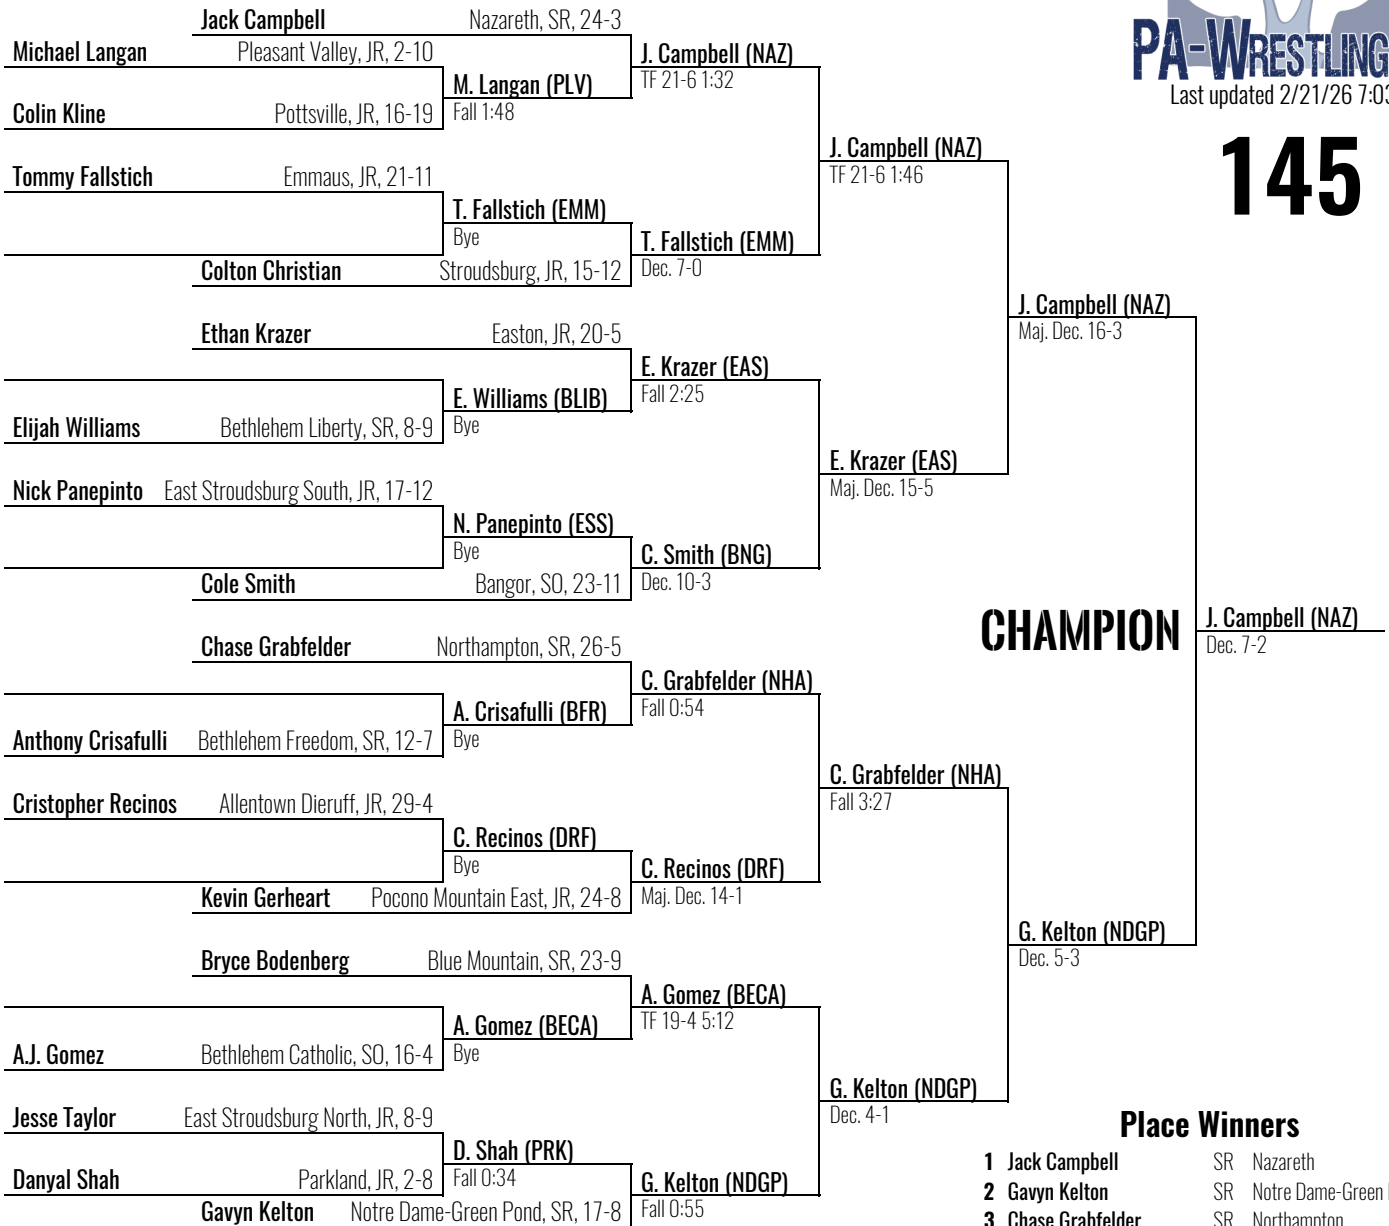 Jack Campbell Nazareth, SR, 24-3
Michael Langan Pleasant Valley, JR, 2-10
J. Campbell (NAZ)
TF 21-6 1:32
M. Langan (PLV)
Fall 1:48
Colin Kline Pottsville, JR, 16-19
PA-WRESTLING
Last updated 2/21/26 7:03
145
J. Campbell (NAZ)
TF 21-6 1:46
Tommy Fallstich Emmaus, JR, 21-11
T. Fallstich (EMM)
Bye
T. Fallstich (EMM)
Dec. 7-0
Colton Christian Stroudsburg, JR, 15-12
J. Campbell (NAZ)
Maj. Dec. 16-3
Ethan Krazer Easton, JR, 20-5
E. Krazer (EAS)
Fall 2:25
E. Williams (BLIB)
Bye
Elijah Williams Bethlehem Liberty, SR, 8-9
E. Krazer (EAS)
Maj. Dec. 15-5
Nick Panepinto East Stroudsburg South, JR, 17-12
N. Panepinto (ESS)
Bye
C. Smith (BNG)
Dec. 10-3
Cole Smith Bangor, SO, 23-11
CHAMPION
J. Campbell (NAZ)
Dec. 7-2
Chase Grabfelder Northampton, SR, 26-5
C. Grabfelder (NHA)
Fall 0:54
A. Crisafulli (BFR)
Bye
Anthony Crisafulli Bethlehem Freedom, SR, 12-7
C. Grabfelder (NHA)
Fall 3:27
Cristopher Recinos Allentown Dieruff, JR, 29-4
C. Recinos (DRF)
Bye
C. Recinos (DRF)
Maj. Dec. 14-1
Kevin Gerheart Pocono Mountain East, JR, 24-8
G. Kelton (NDGP)
Dec. 5-3
Bryce Bodenberg Blue Mountain, SR, 23-9
A. Gomez (BECA)
TF 19-4 5:12
A. Gomez (BECA)
Bye
A.J. Gomez Bethlehem Catholic, SO, 16-4
G. Kelton (NDGP)
Dec. 4-1
Jesse Taylor East Stroudsburg North, JR, 8-9
D. Shah (PRK)
Fall 0:34
Danyal Shah Parkland, JR, 2-8
G. Kelton (NDGP)
Fall 0:55
Gavyn Kelton Notre Dame-Green Pond, SR, 17-8
Place Winners
1 Jack Campbell SR Nazareth
2 Gavyn Kelton SR Notre Dame-Green
3 Chase Grabfelder SR Northampton